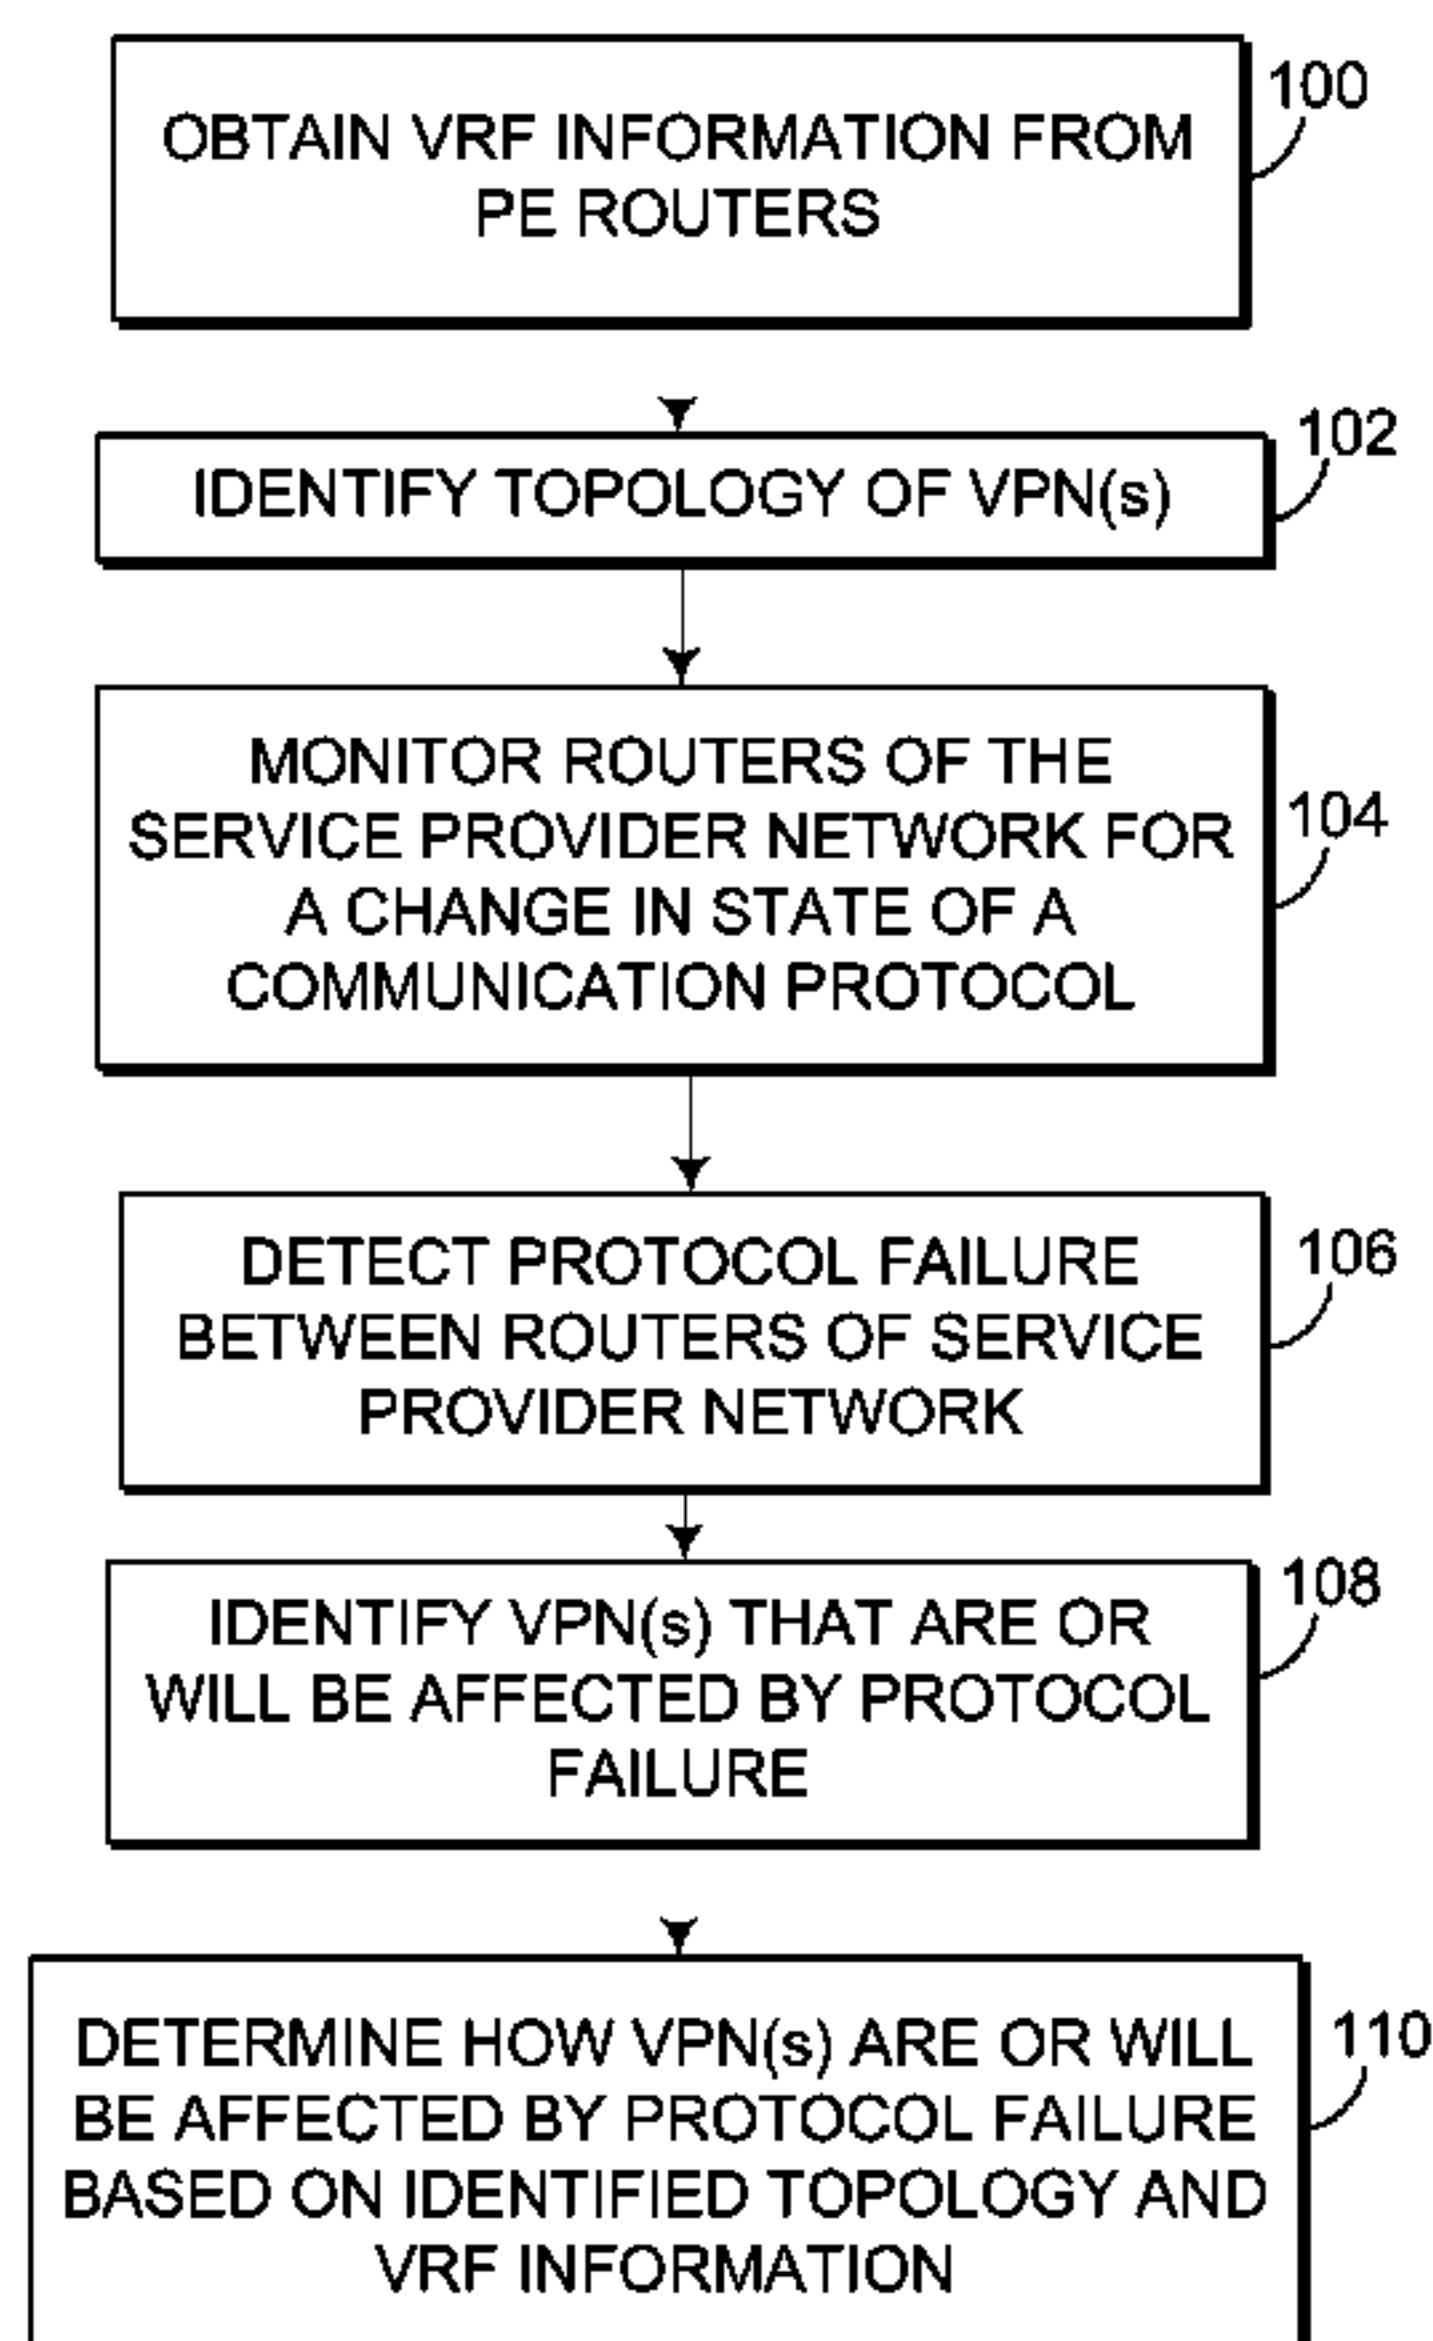 OBTAIN VRF INFORMATION FROM
PE ROUTERS
100
IDENTIFY TOPOLOGY OF VPN(s)
102
MONITOR ROUTERS OF THE
SERVICE PROVIDER NETWORK FOR
A CHANGE IN STATE OF A
COMMUNICATION PROTOCOL
104
DETECT PROTOCOL FAILURE
BETWEEN ROUTERS OF SERVICE
PROVIDER NETWORK
106
IDENTIFY VPN(s) THAT ARE OR
WILL BE AFFECTED BY PROTOCOL
FAILURE
108
DETERMINE HOW VPN(s) ARE OR WILL
BE AFFECTED BY PROTOCOL FAILURE
BASED ON IDENTIFIED TOPOLOGY AND
VRF INFORMATION
110